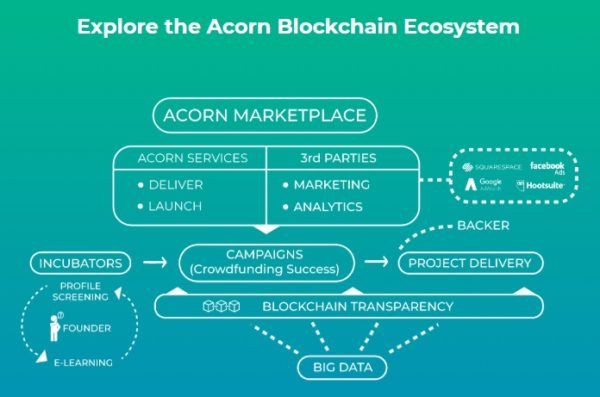 Explore the Acorn Blockchain Ecosystem
ACORN MARKETPLACE
ACORN SERVICES
DELIVER
LAUNCH
3rd PARTIES
MARKETING
ANALYTICS
SQUARESPACE
facebook
Ads
Google
AdWords
Hootsuite
BACKER
INCUBATORS
CAMPAIGNS
(Crowdfunding Success)
PROJECT DELIVERY
PROFILE
SCREENING
FOUNDER
E-LEARNING
BLOCKCHAIN TRANSPARENCY
BIG DATA